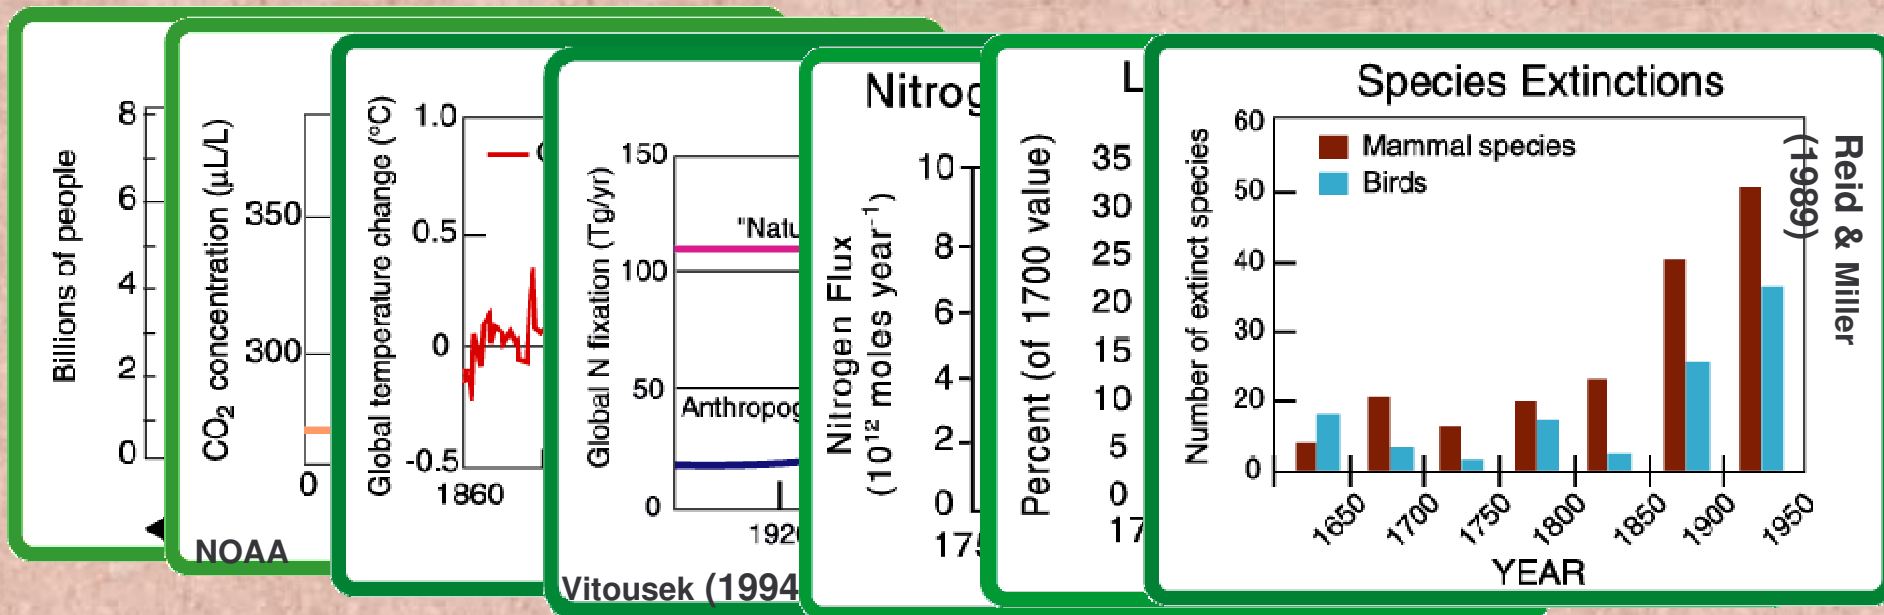 Billions of people
8
6
4
2
0
CO2 concentration (µL/L)
350
300
0
NOAA
Global temperature change (°C)
1.0
0.5
0
-0.5
1860
Global N fixation (Tg/yr)
150
100
50
0
"Natu
Anthropog
192
Vitousek (1994
Nitrog
Nitrogen Flux
(10¹² moles year⁻¹)
10
8
6
4
2
0
175
L
Percent (of 1700 value)
35
30
25
20
15
10
5
0
17
Species Extinctions
Number of extinct species
60
50
40
30
20
0
Mammal species
Birds
1650
1700
1750
1800
1850
1900
1950
YEAR
Reid & Miller
(1989)